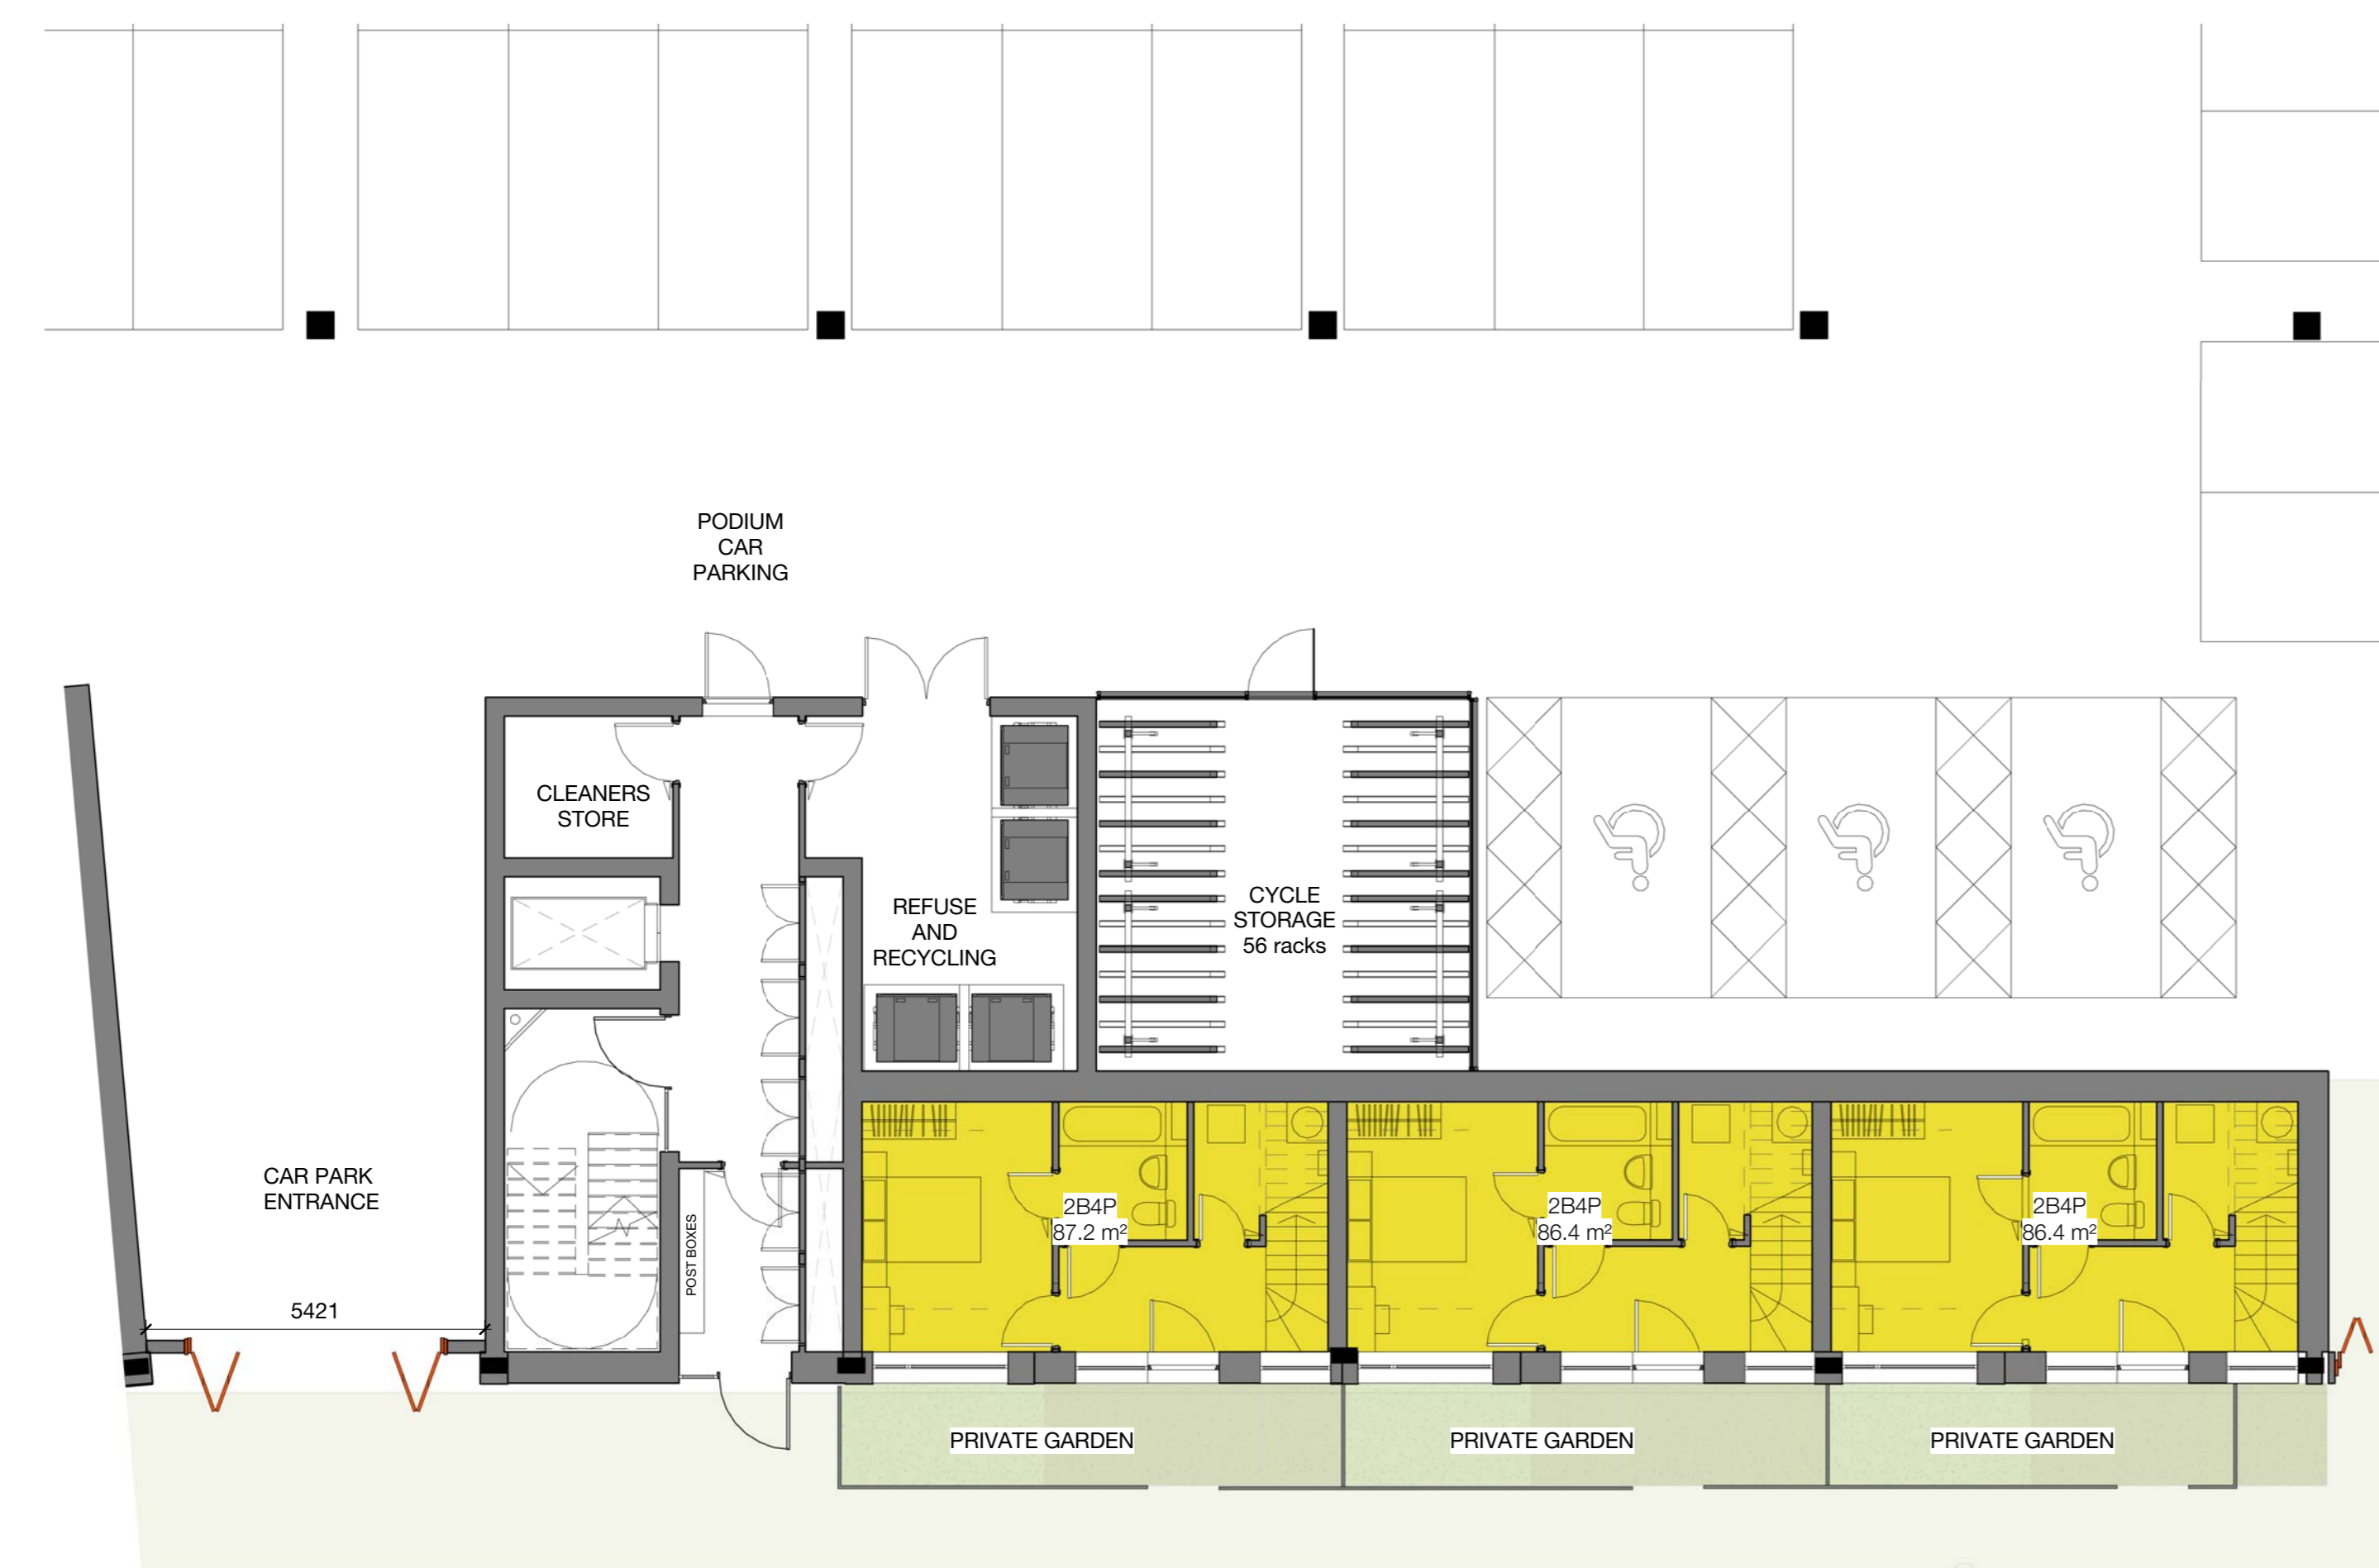 PODIUM
CAR
PARKING
CLEANERS
STORE
REFUSE
AND
RECYCLING
CYCLE
STORAGE
56 racks
CAR PARK
ENTRANCE
5421
POST BOXES
2B4P
87.2 m²
2B4P
86.4 m²
2B4P
86.4 m²
PRIVATE GARDEN
PRIVATE GARDEN
PRIVATE GARDEN